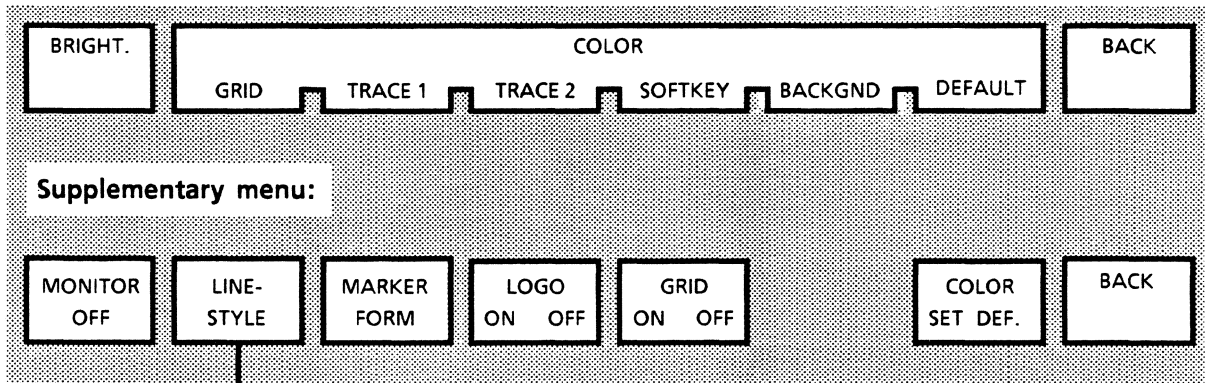 BRIGHT.
COLOR
BACK
GRID TRACE 1 TRACE 2 SOFTKEY BACKGND DEFAULT
Supplementary menu:
MONITOR
OFF
LINE-
STYLE
MARKER
FORM
LOGO
ON OFF
GRID
ON OFF
COLOR
SET DEF.
BACK